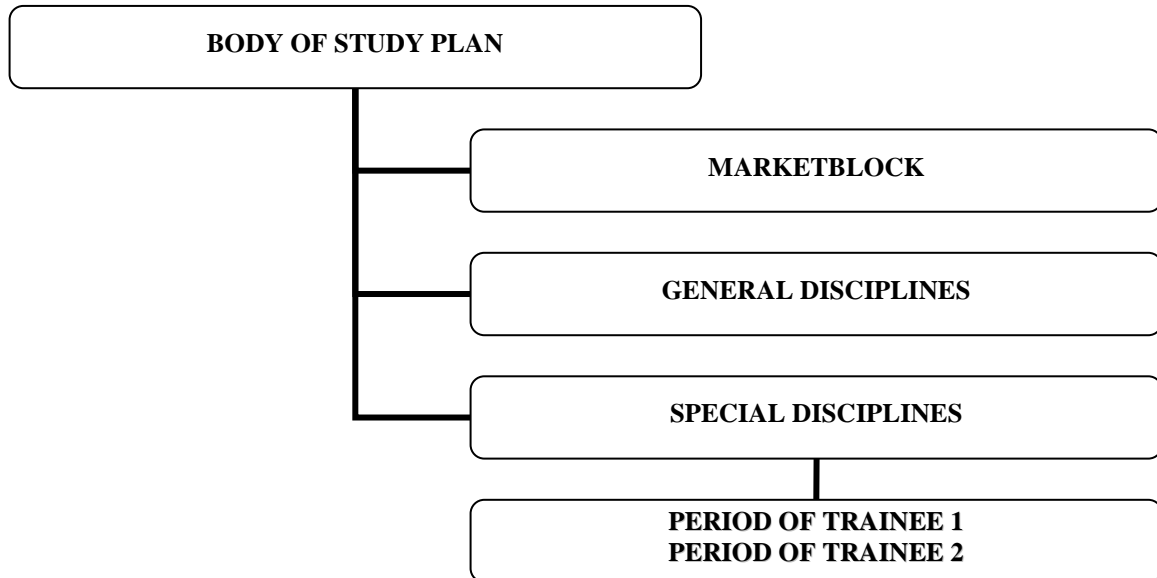 BODY OF STUDY PLAN
MARKETBLOCK
GENERAL DISCIPLINES
SPECIAL DISCIPLINES
PERIOD OF TRAINEE 1
PERIOD OF TRAINEE 2